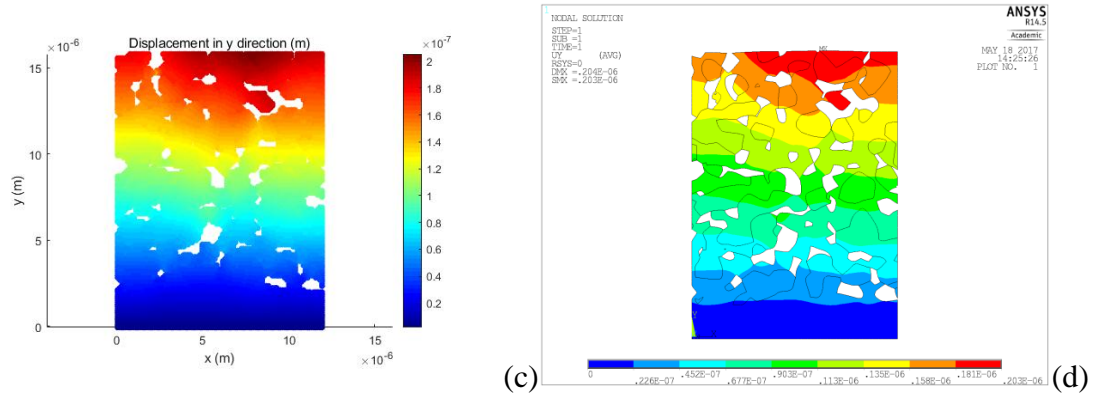 Displacement in y direction (m)
×10⁻⁶
×10⁻⁷
15
10
5
0
y (m)
0
5
10
x (m)
×10⁻⁶
2
1.8
1.6
1.4
1.2
1
0.8
0.6
0.4
0.2
(c)
1
NODAL SOLUTION
STEP=1
SUB =1
TIME=1
UY (AVG)
RSYS=0
DMX =.204E-06
SMX =.203E-06
ANSYS
R14.5
Academic
MAY 18 2017
14:25:26
PLOT NO. 1
MX
Y
0
.226E-07
.452E-07
.677E-07
.903E-07
.113E-06
.135E-06
.158E-06
.181E-06
.203E-06
(d)